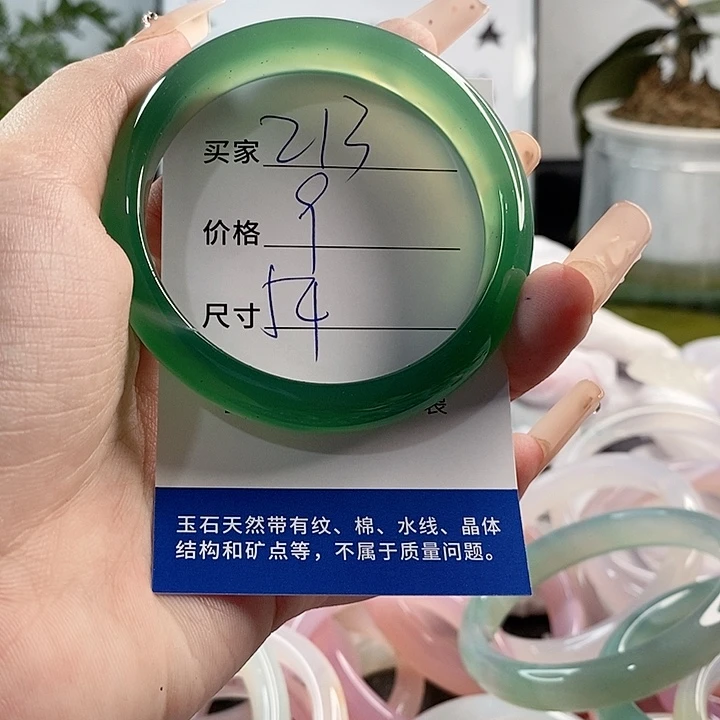 买家 213
价格 9
尺寸 54
袋
玉石天然带有纹、棉、水线、晶体
结构和矿点等，不属于质量问题。